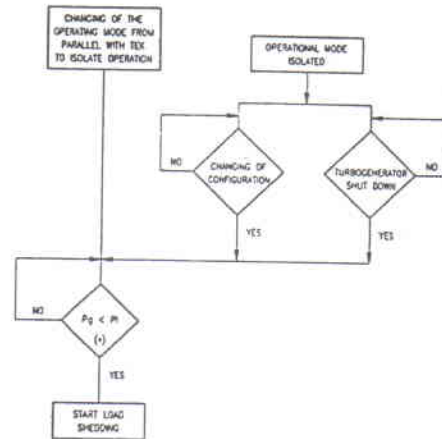 CHANGING OF THE
OPERATING MODE FROM
PARALLEL WITH TEK
TO ISOLATE OPERATION
OPERATIONAL MODE
ISOLATED
NO
CHANGING OF
CONFIGURATION
TURBOGENERATOR
SHUT DOWN
NO
YES
YES
NO
Pg < Pl
(*)
YES
START LOAD
SHEDDING